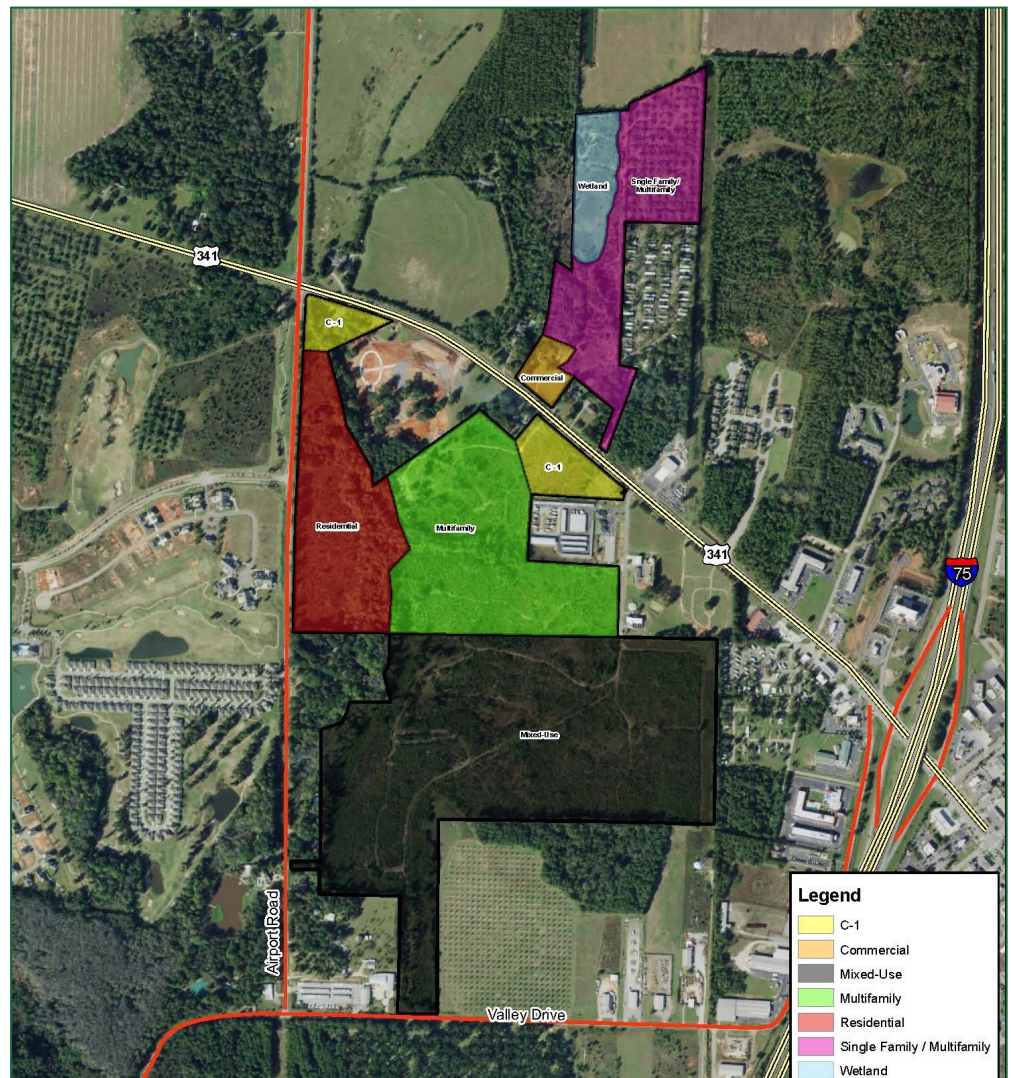 341
Wetland
Sngle Family/
Multifamily
C-1
Commercial
C-1
Residential
Multifamily
341
75
Mixed-Use
Airport Road
Valley Drive
Legend
C-1
Commercial
Mixed-Use
Multifamily
Residential
Single Family / Multifamily
Wetland